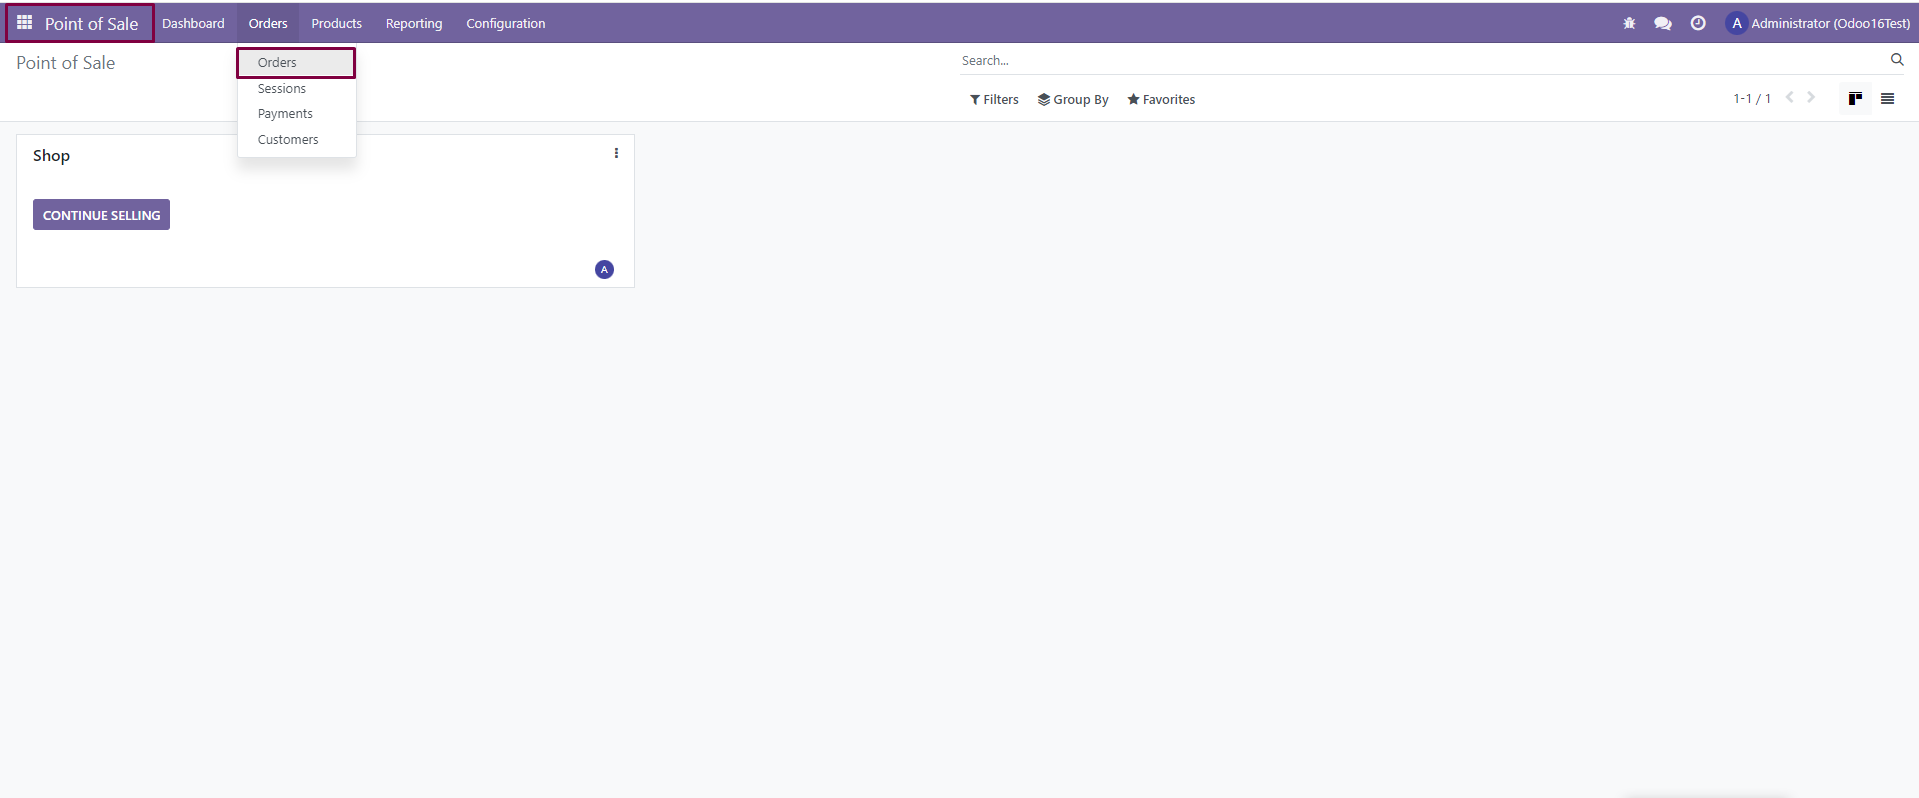 Point of Sale Dashboard Orders Products Reporting Configuration A Administrator (Odoo16Test)
Point of Sale
Search...
Filters Group By Favorites 1-1 / 1
Orders
Sessions
Payments
Customers
Shop
CONTINUE SELLING
A